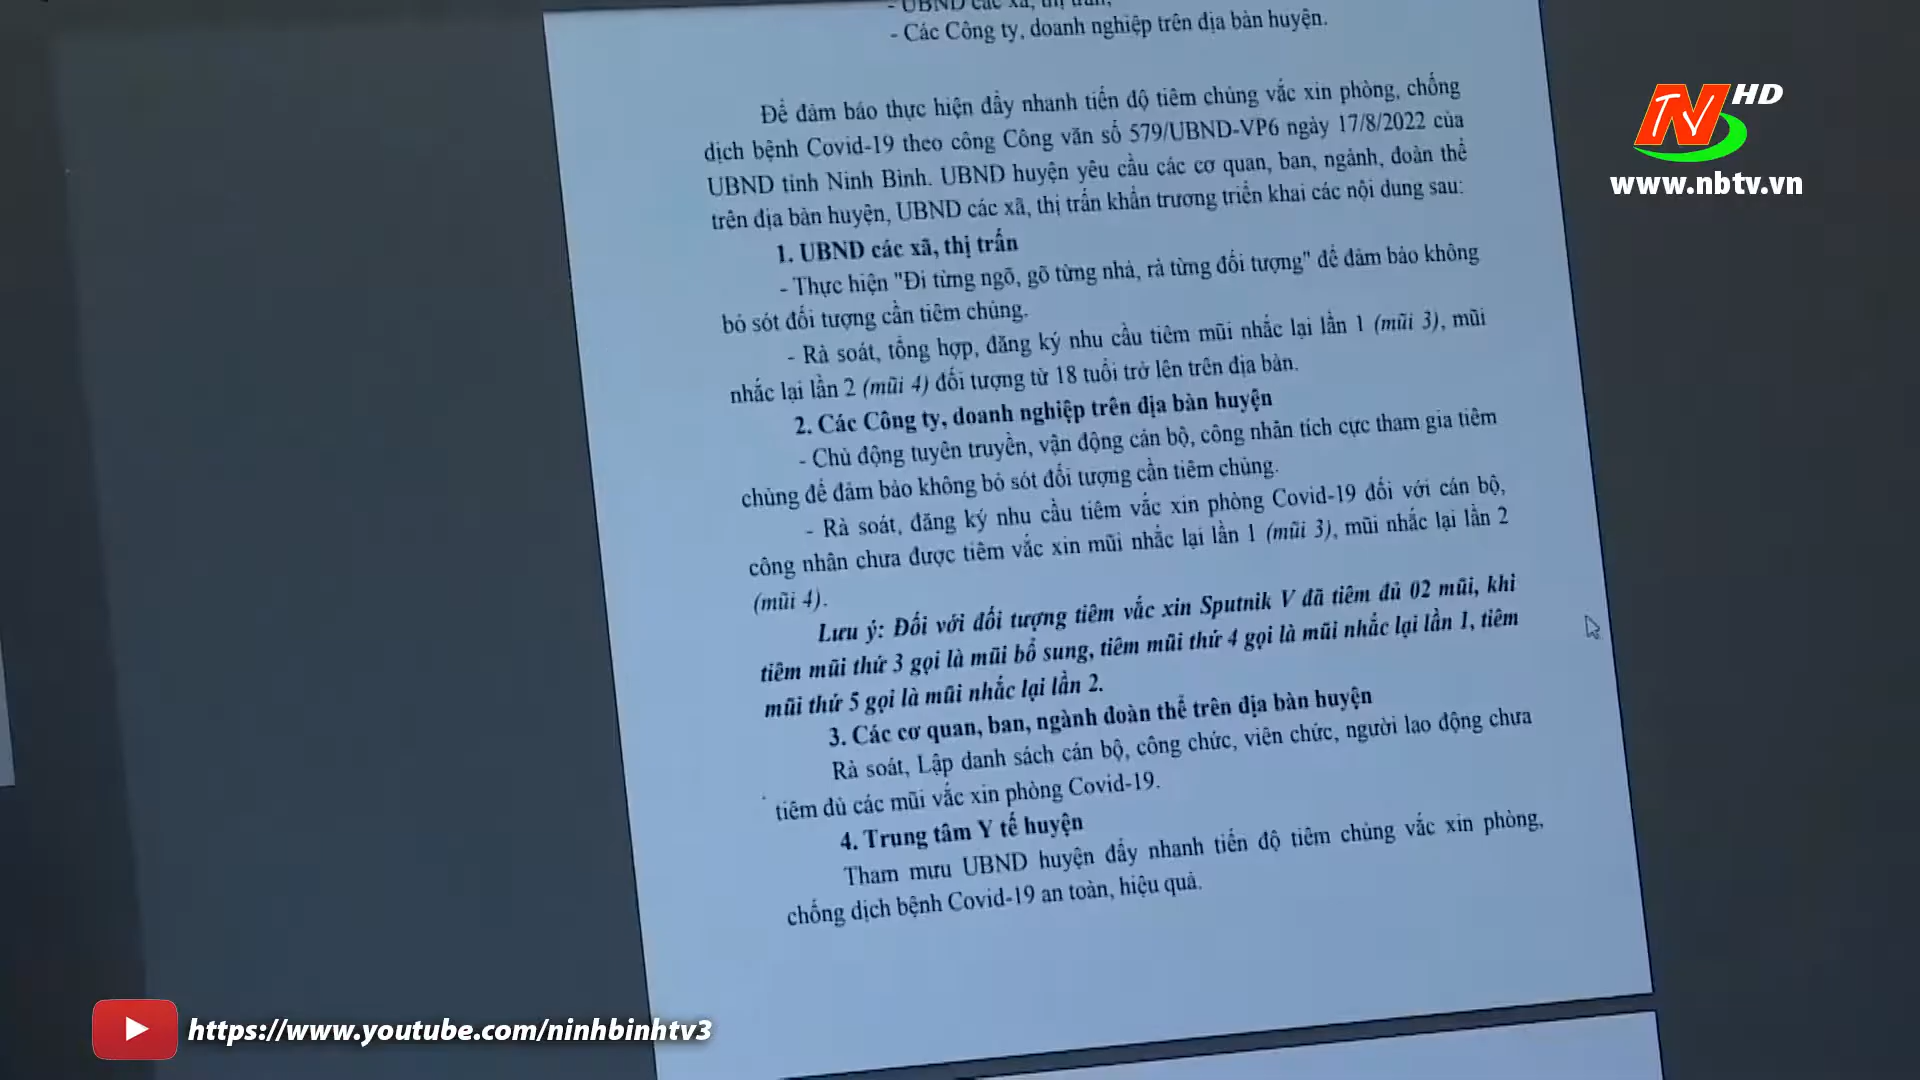 - UBND các xã, thị trấn;
- Các Công ty, doanh nghiệp trên địa bàn huyện.
Để đảm bảo thực hiện đẩy nhanh tiến độ tiêm chủng vắc xin phòng, chống
dịch bệnh Covid-19 theo công Công văn số 579/UBND-VP6 ngày 17/8/2022 của
UBND tỉnh Ninh Bình. UBND huyện yêu cầu các cơ quan, ban, ngành, đoàn thể
trên địa bàn huyện, UBND các xã, thị trấn khẩn trương triển khai các nội dung sau:
1. UBND các xã, thị trấn
- Thực hiện "Đi từng ngõ, gõ từng nhà, rà từng đối tượng" để đảm bảo không
bỏ sót đối tượng cần tiêm chủng.
- Rà soát, tổng hợp, đăng ký nhu cầu tiêm mũi nhắc lại lần 1 (mũi 3), mũi
nhắc lại lần 2 (mũi 4) đối tượng từ 18 tuổi trở lên trên địa bàn.
2. Các Công ty, doanh nghiệp trên địa bàn huyện
- Chủ động tuyên truyền, vận động cán bộ, công nhân tích cực tham gia tiêm
chủng để đảm bảo không bỏ sót đối tượng cần tiêm chủng.
- Rà soát, đăng ký nhu cầu tiêm vắc xin phòng Covid-19 đối với cán bộ,
công nhân chưa được tiêm vắc xin mũi nhắc lại lần 1 (mũi 3), mũi nhắc lại lần 2
(mũi 4).
Lưu ý: Đối với đối tượng tiêm vắc xin Sputnik V đã tiêm đủ 02 mũi, khi
tiêm mũi thứ 3 gọi là mũi bổ sung, tiêm mũi thứ 4 gọi là mũi nhắc lại lần 1, tiêm
mũi thứ 5 gọi là mũi nhắc lại lần 2.
3. Các cơ quan, ban, ngành đoàn thể trên địa bàn huyện
Rà soát, Lập danh sách cán bộ, công chức, viên chức, người lao động chưa
tiêm đủ các mũi vắc xin phòng Covid-19.
4. Trung tâm Y tế huyện
Tham mưu UBND huyện đẩy nhanh tiến độ tiêm chủng vắc xin phòng,
chống dịch bệnh Covid-19 an toàn, hiệu quả.
NTV HD
www.nbtv.vn
https://www.youtube.com/ninhbinhtv3